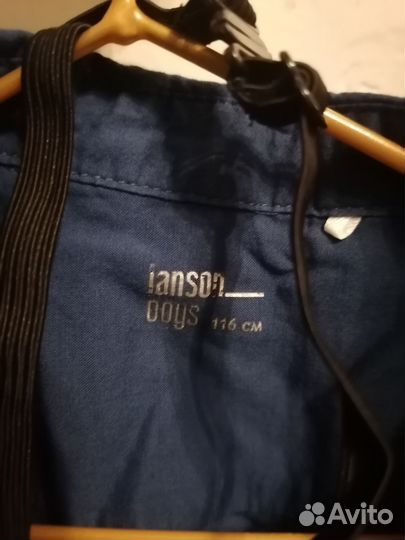 ianson
boys 116 см
Avito